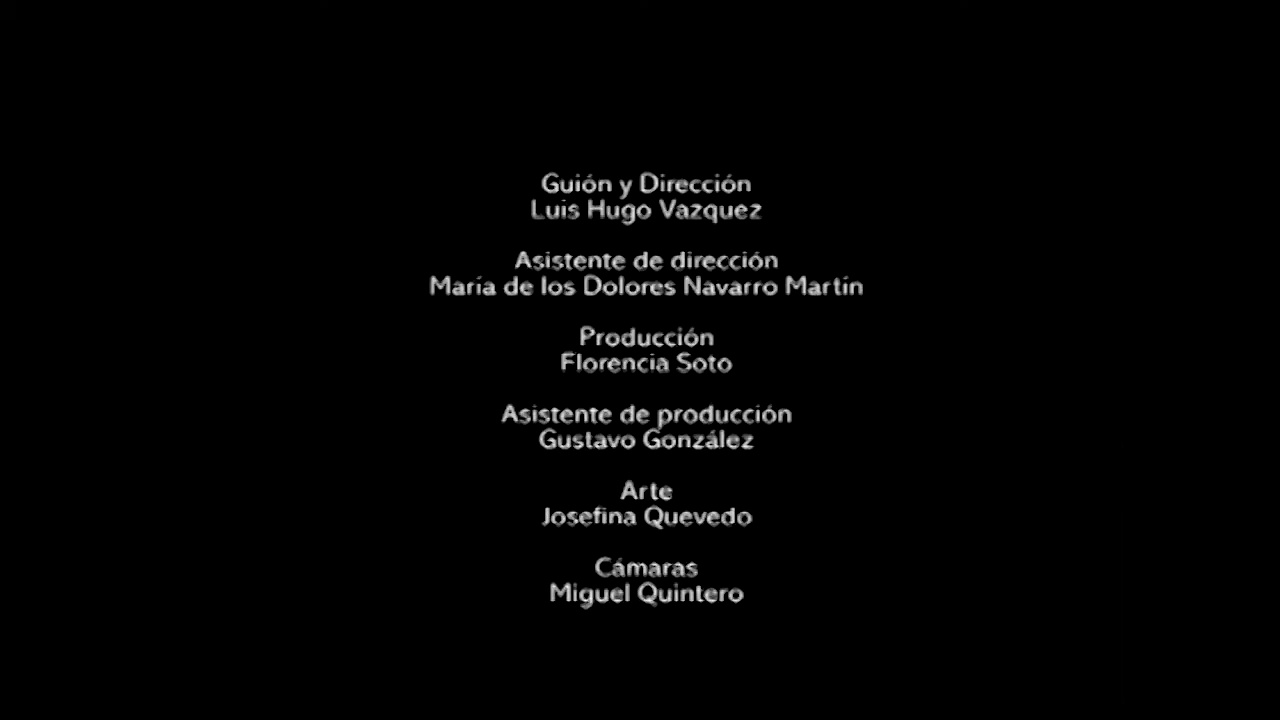 Guión y Dirección
Luis Hugo Vazquez
Asistente de dirección
María de los Dolores Navarro Martín
Producción
Florencia Soto
Asistente de producción
Gustavo González
Arte
Josefina Quevedo
Cámaras
Miguel Quintero